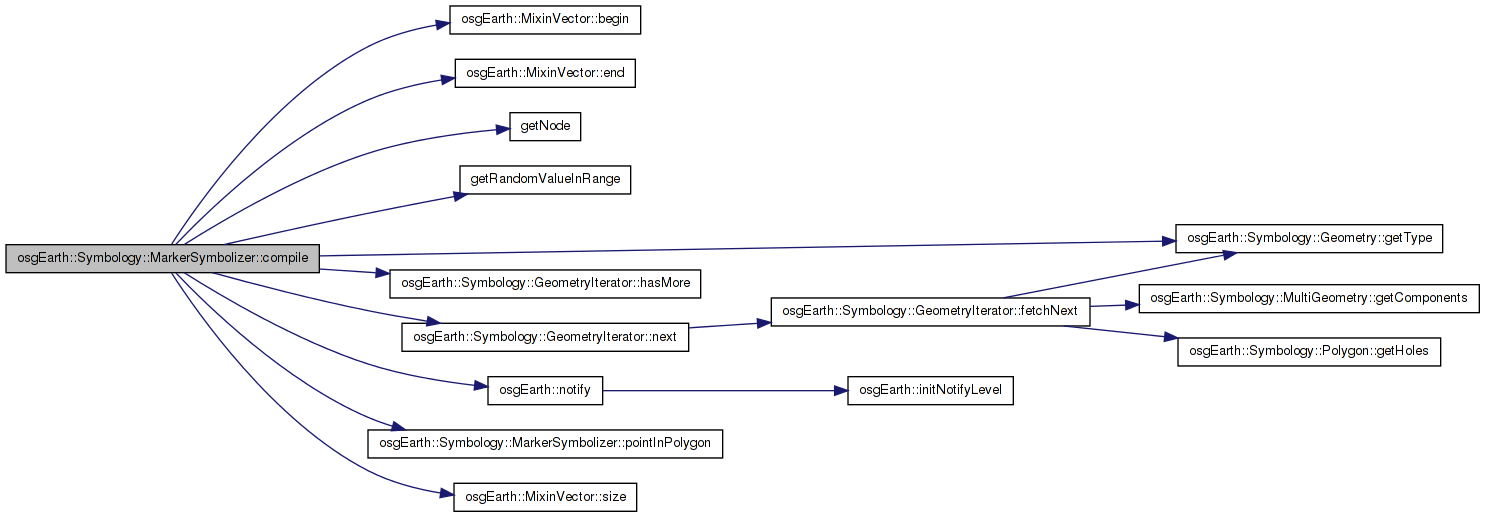 osgEarth::MixinVector::begin
osgEarth::MixinVector::end
getNode
getRandomValueInRange
osgEarth::Symbology::MarkerSymbolizer::compile
osgEarth::Symbology::Geometry::getType
osgEarth::Symbology::GeometryIterator::hasMore
osgEarth::Symbology::MultiGeometry::getComponents
osgEarth::Symbology::GeometryIterator::fetchNext
osgEarth::Symbology::GeometryIterator::next
osgEarth::Symbology::Polygon::getHoles
osgEarth::notify
osgEarth::initNotifyLevel
osgEarth::Symbology::MarkerSymbolizer::pointInPolygon
osgEarth::MixinVector::size